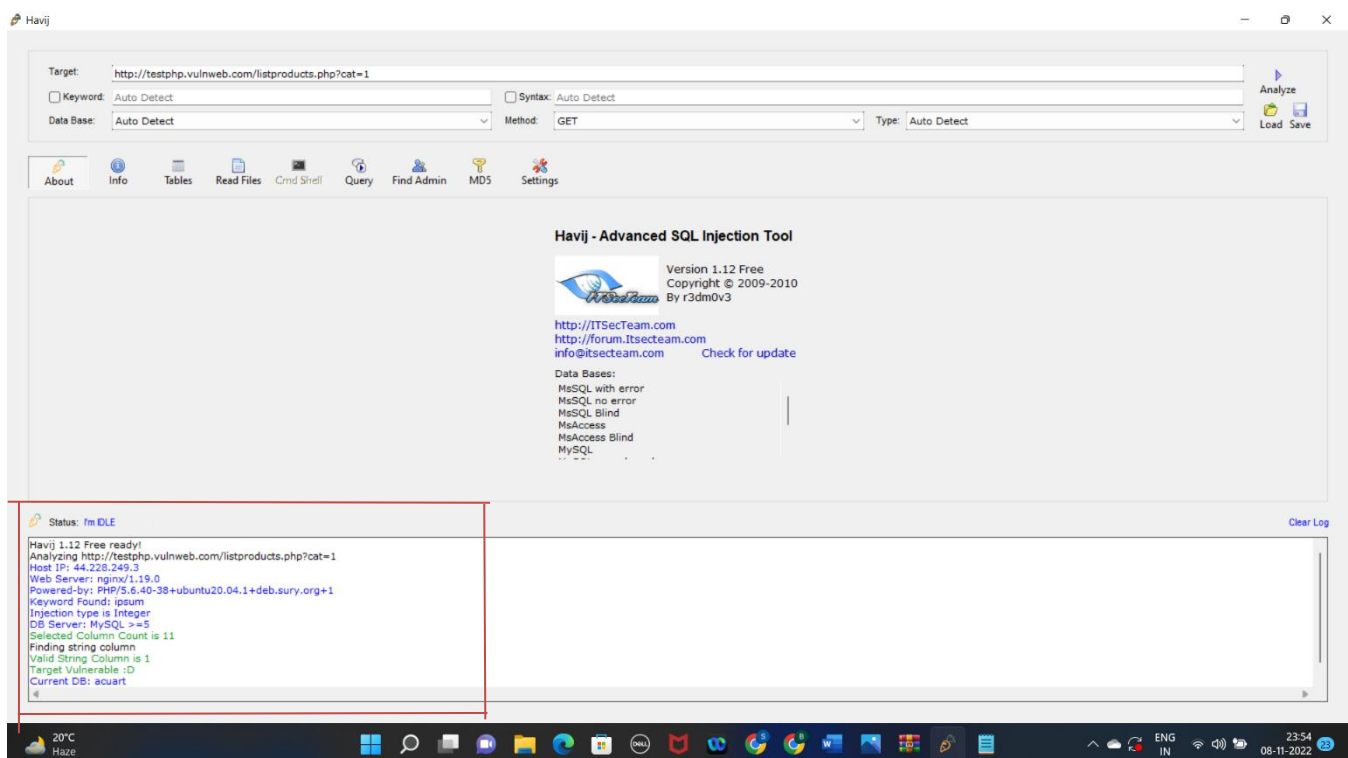 Havij
Target: http://testphp.vulnweb.com/listproducts.php?cat=1
Analyze
Keyword: Auto Detect Syntax: Auto Detect
Load Save
Data Base: Auto Detect Method: GET Type: Auto Detect
About Info Tables Read Files Cmd Shell Query Find Admin MD5 Settings
Havij - Advanced SQL Injection Tool
ITSecTeam
Version 1.12 Free
Copyright © 2009-2010
By r3dm0v3
http://ITSecTeam.com
http://forum.Itsecteam.com
info@itsecteam.com Check for update
Data Bases:
MsSQL with error
MsSQL no error
MsSQL Blind
MsAccess
MsAccess Blind
MySQL
Status: I'm IDLE Clear Log
Havij 1.12 Free ready!
Analyzing http://testphp.vulnweb.com/listproducts.php?cat=1
Host IP: 44.228.249.3
Web Server: nginx/1.19.0
Powered-by: PHP/5.6.40-38+ubuntu20.04.1+deb.sury.org+1
Keyword Found: ipsum
Injection type is Integer
DB Server: MySQL >=5
Selected Column Count is 11
Finding string column
Valid String Column is 1
Target Vulnerable :D
Current DB: acuart
20°C
Haze
DELL
ENG
IN
23:54
08-11-2022
23